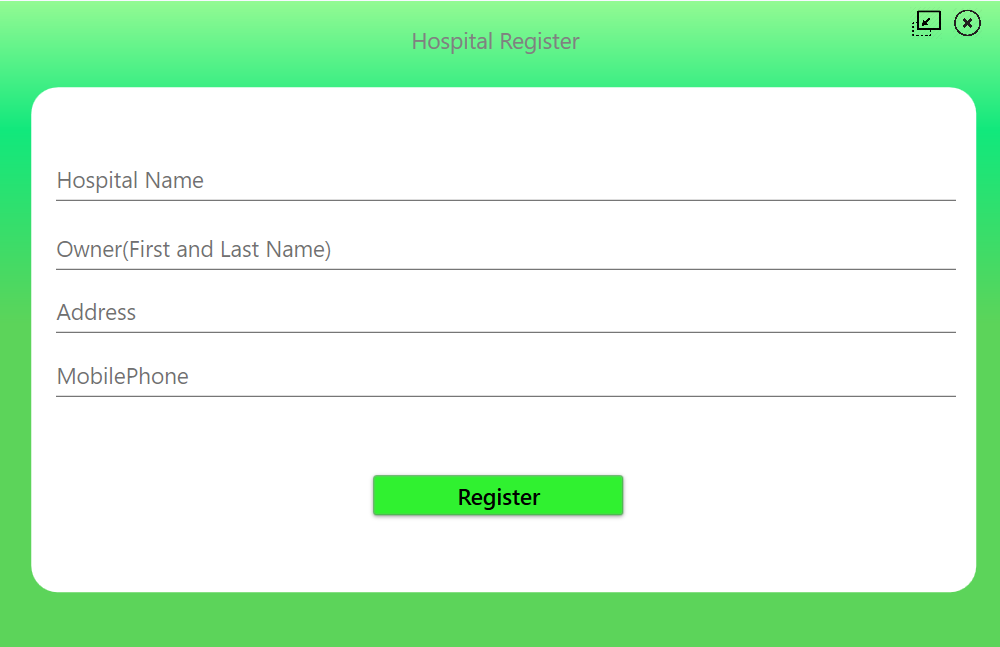 Hospital Register
Hospital Name
Owner(First and Last Name)
Address
MobilePhone
Register